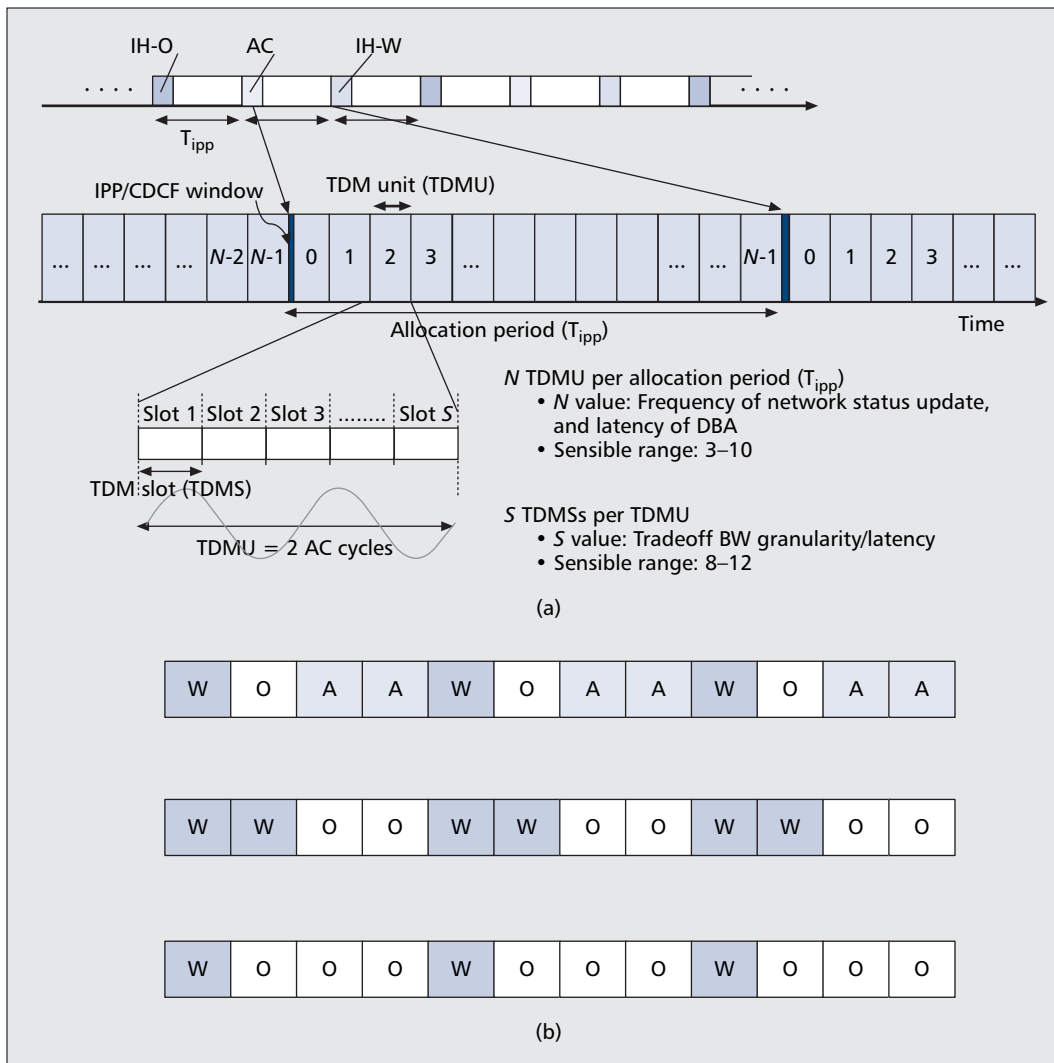 IH-O AC IH-W
. . . . . . . .
T_ipp
TDM unit (TDMU)
IPP/CDCF window
... ... ... ... N-2 N-1 0 1 2 3 ... ... ... N-1 0 1 2 3 ... ...
Allocation period (T_ipp)
Time
N TDMU per allocation period (T_ipp)
• N value: Frequency of network status update,
and latency of DBA
• Sensible range: 3–10
Slot 1 Slot 2 Slot 3 ........ Slot S
TDM slot (TDMS)
TDMU = 2 AC cycles
S TDMSs per TDMU
• S value: Tradeoff BW granularity/latency
• Sensible range: 8–12
(a)
W O A A W O A A W O A A
W W O O W W O O W W O O
W O O O W O O O W O O O
(b)